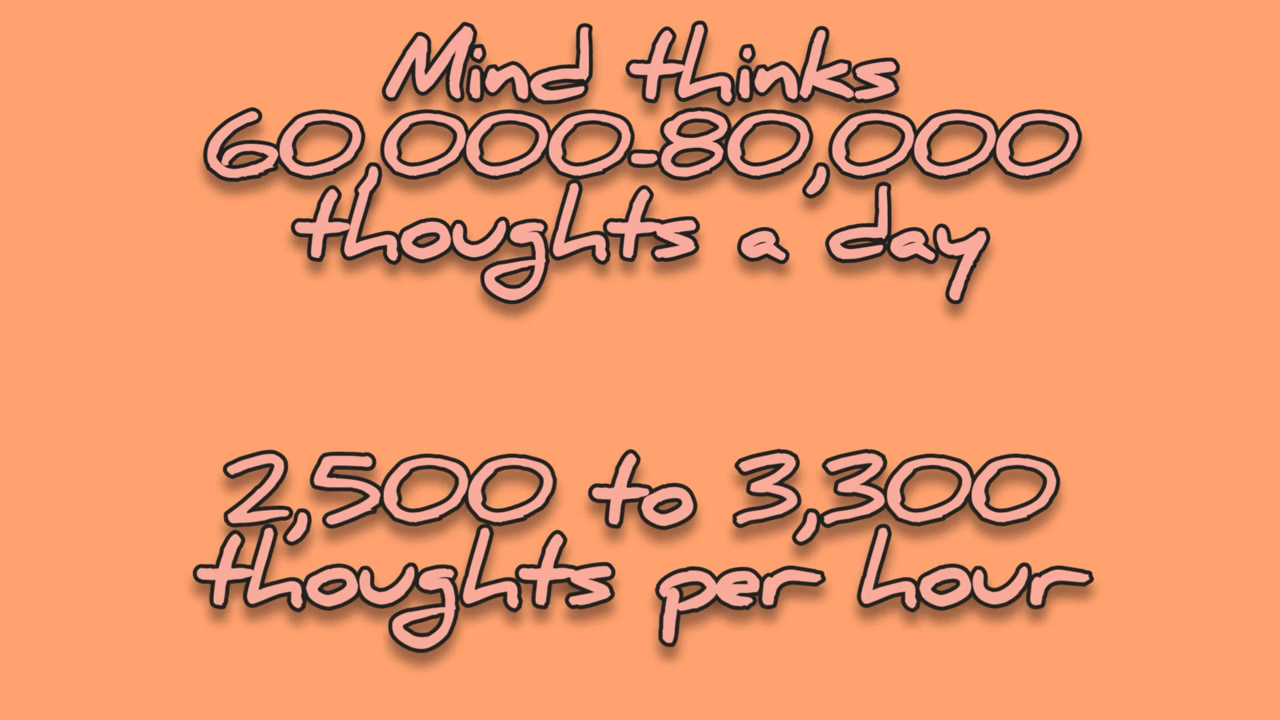 Mind thinks
60,000-80,000
thoughts a day
2,500 to 3,300
thoughts per hour